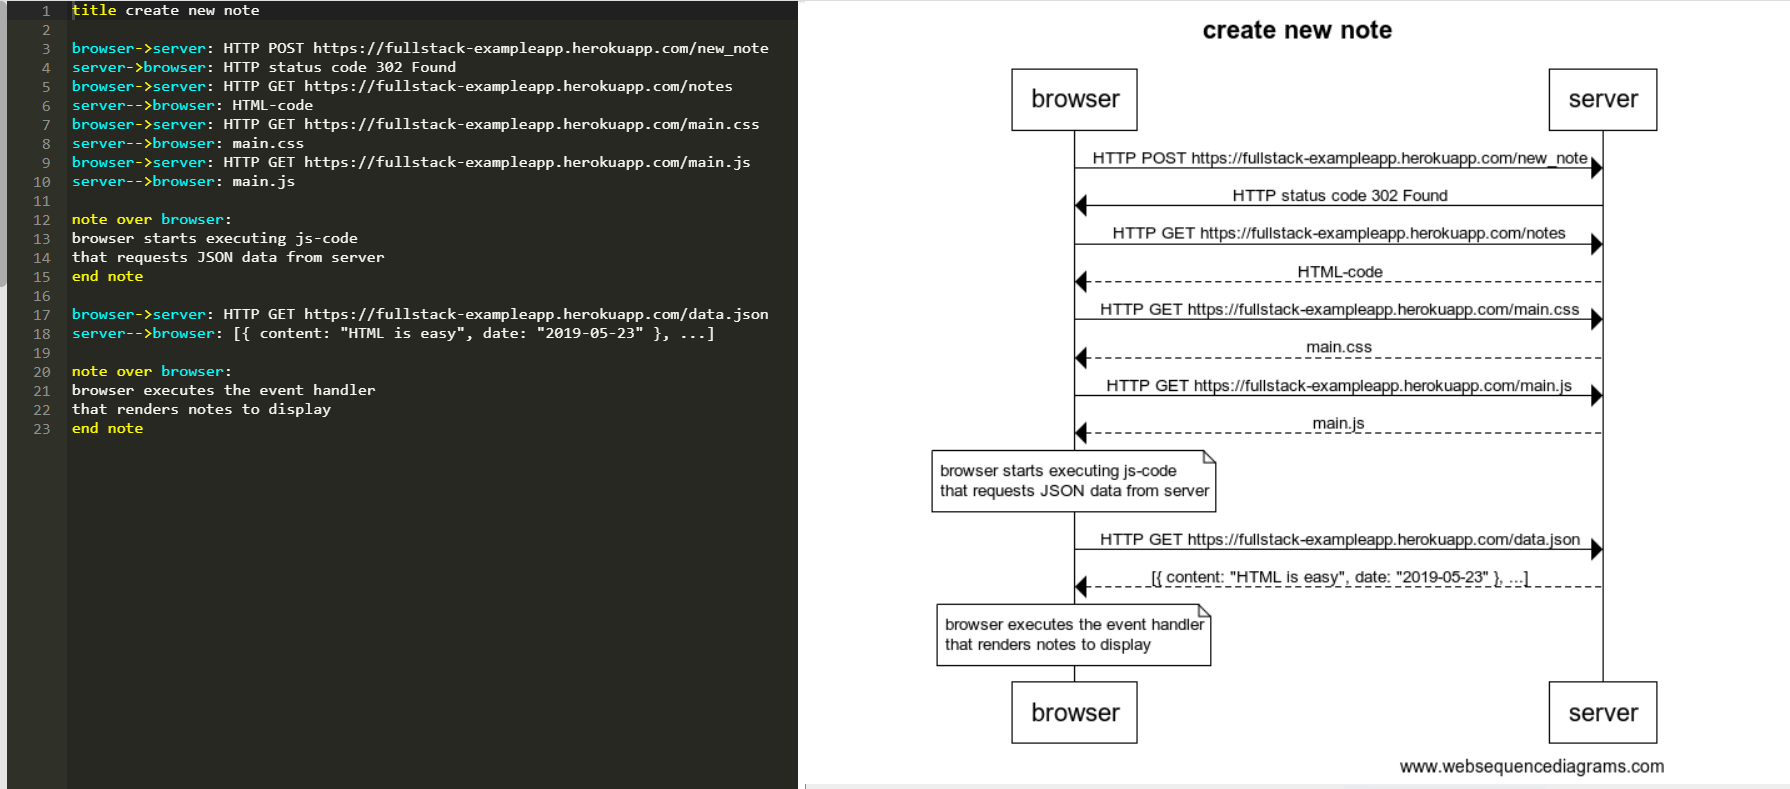 1 title create new note
2
3 browser->server: HTTP POST https://fullstack-exampleapp.herokuapp.com/new_note
4 server->browser: HTTP status code 302 Found
5 browser->server: HTTP GET https://fullstack-exampleapp.herokuapp.com/notes
6 server-->browser: HTML-code
7 browser->server: HTTP GET https://fullstack-exampleapp.herokuapp.com/main.css
8 server-->browser: main.css
9 browser->server: HTTP GET https://fullstack-exampleapp.herokuapp.com/main.js
10 server-->browser: main.js
11
12 note over browser:
13 browser starts executing js-code
14 that requests JSON data from server
15 end note
16
17 browser->server: HTTP GET https://fullstack-exampleapp.herokuapp.com/data.json
18 server-->browser: [{ content: "HTML is easy", date: "2019-05-23" }, ...]
19
20 note over browser:
21 browser executes the event handler
22 that renders notes to display
23 end note
create new note
browser server
HTTP POST https://fullstack-exampleapp.herokuapp.com/new_note
HTTP status code 302 Found
HTTP GET https://fullstack-exampleapp.herokuapp.com/notes
HTML-code
HTTP GET https://fullstack-exampleapp.herokuapp.com/main.css
main.css
HTTP GET https://fullstack-exampleapp.herokuapp.com/main.js
main.js
browser starts executing js-code
that requests JSON data from server
HTTP GET https://fullstack-exampleapp.herokuapp.com/data.json
[{ content: "HTML is easy", date: "2019-05-23" }, ...]
browser executes the event handler
that renders notes to display
browser server
www.websequencediagrams.com